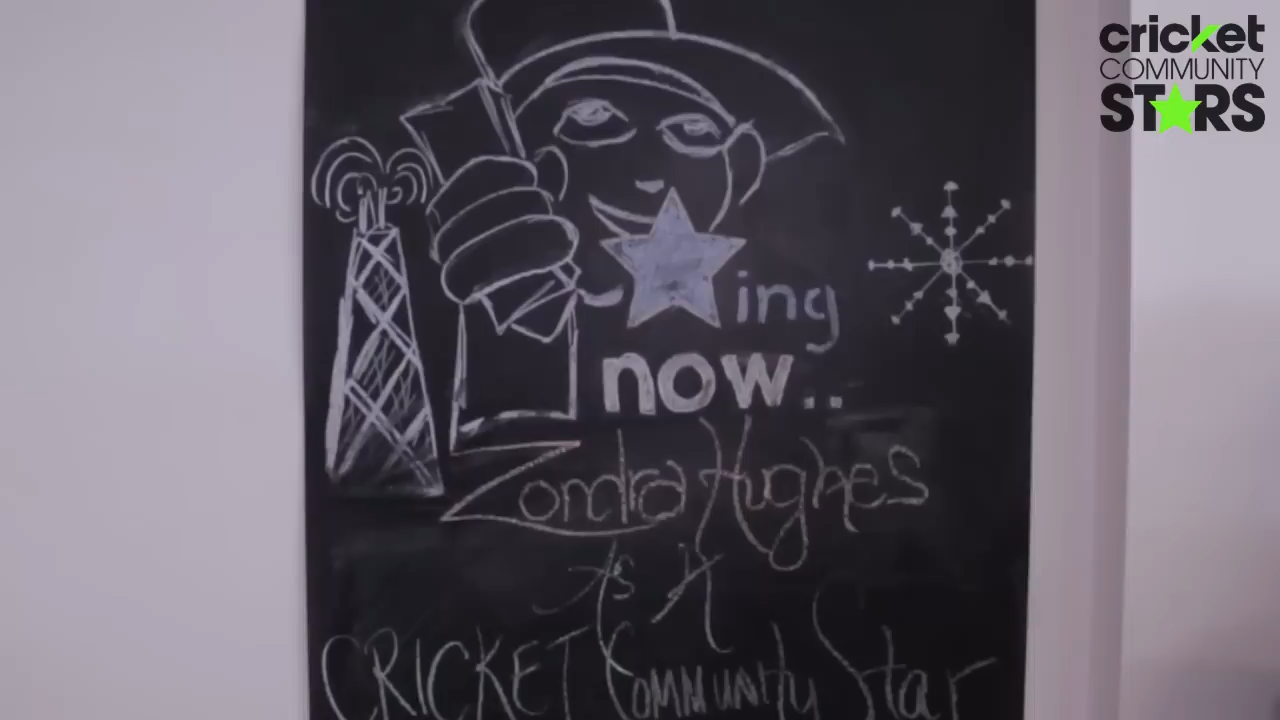 cricket
COMMUNITY
STARS
ing
now..
Zondra Hughes
As A
CRICKET Community Star